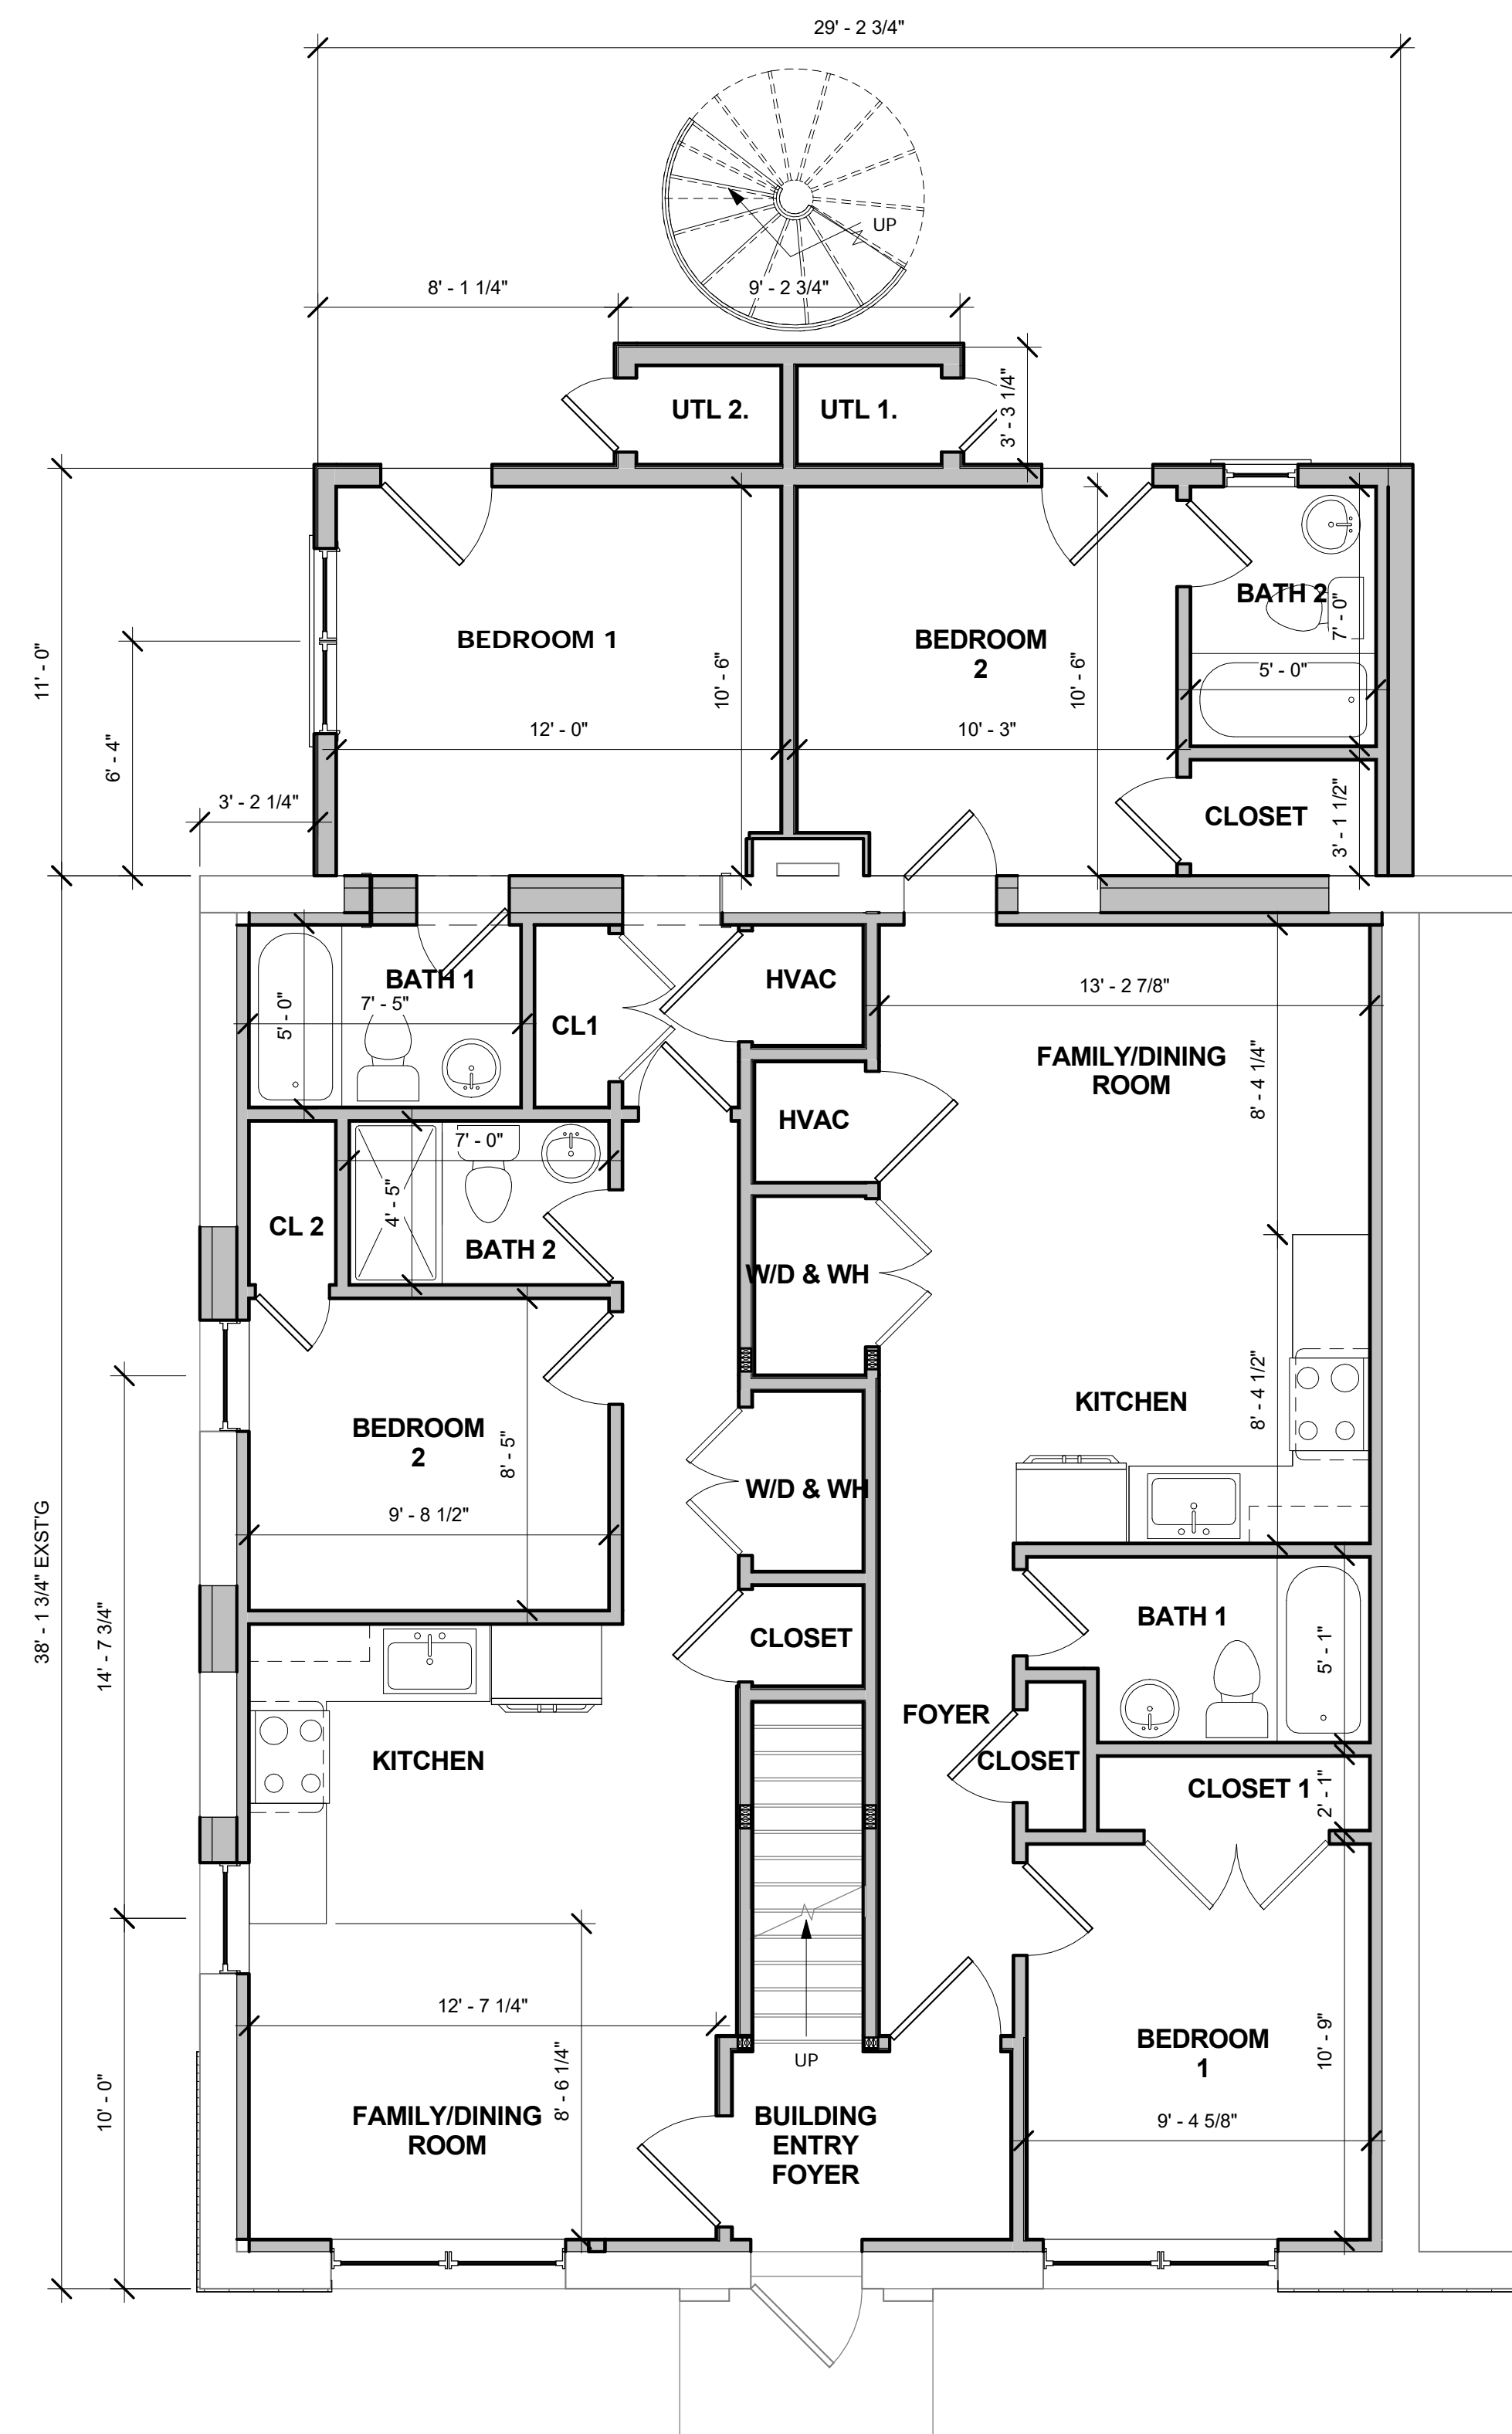 29' - 2 3/4"
UP
8' - 1 1/4"
9' - 2 3/4"
UTL 2.
UTL 1.
3' - 3 1/4"
11' - 0"
6' - 4"
3' - 2 1/4"
BEDROOM 1
10' - 6"
12' - 0"
BEDROOM
2
10' - 6"
10' - 3"
BATH 2
7' - 0"
5' - 0"
CLOSET
3' - 1 1/2"
BATH 1
7' - 5"
5' - 0"
CL1
HVAC
13' - 2 7/8"
FAMILY/DINING
ROOM
8' - 4 1/4"
HVAC
7' - 0"
4' - 5"
CL 2
BATH 2
W/D & WH
KITCHEN
8' - 4 1/2"
BEDROOM
2
8' - 5"
9' - 8 1/2"
W/D & WH
38' - 1 3/4" EXST'G
14' - 7 3/4"
CLOSET
BATH 1
5' - 1"
FOYER
CLOSET
KITCHEN
CLOSET 1
2' - 1"
12' - 7 1/4"
8' - 6 1/4"
10' - 0"
UP
BEDROOM
1
10' - 9"
9' - 4 5/8"
FAMILY/DINING
ROOM
BUILDING
ENTRY
FOYER